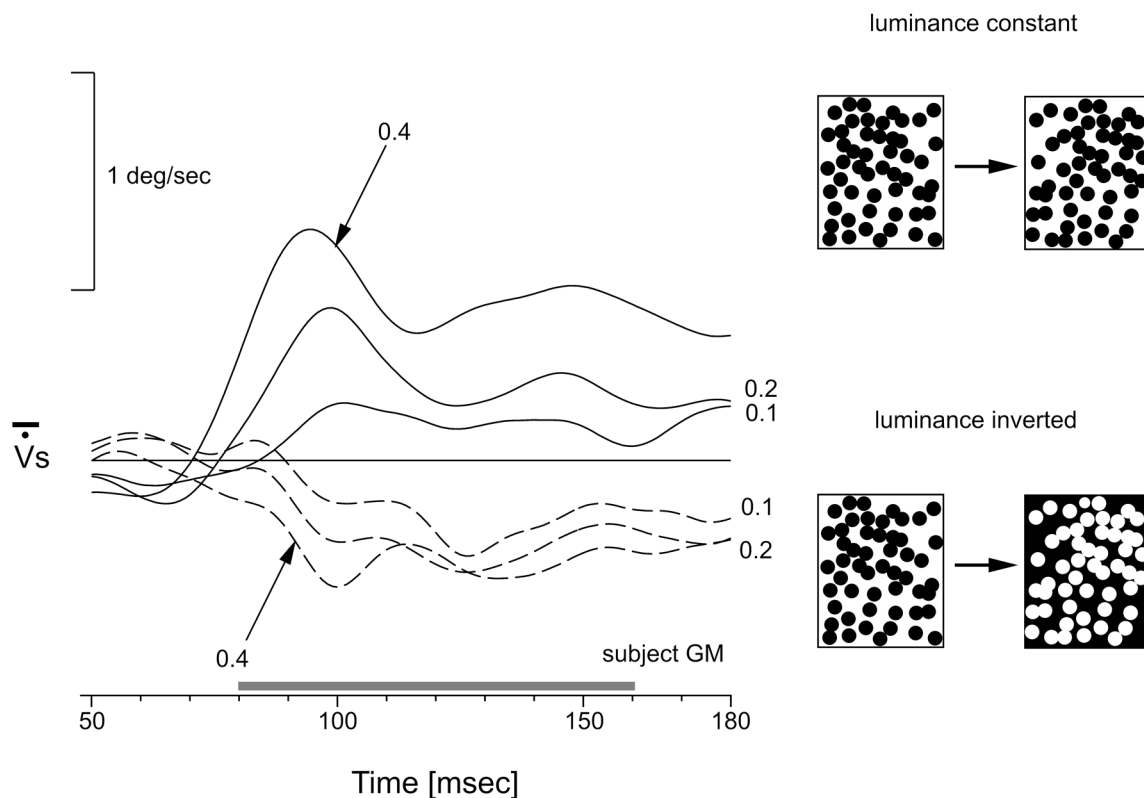 luminance constant
0.4
1 deg/sec
0.2
0.1
luminance inverted
V̇s
0.1
0.2
0.4
subject GM
50 100 150 180
Time [msec]